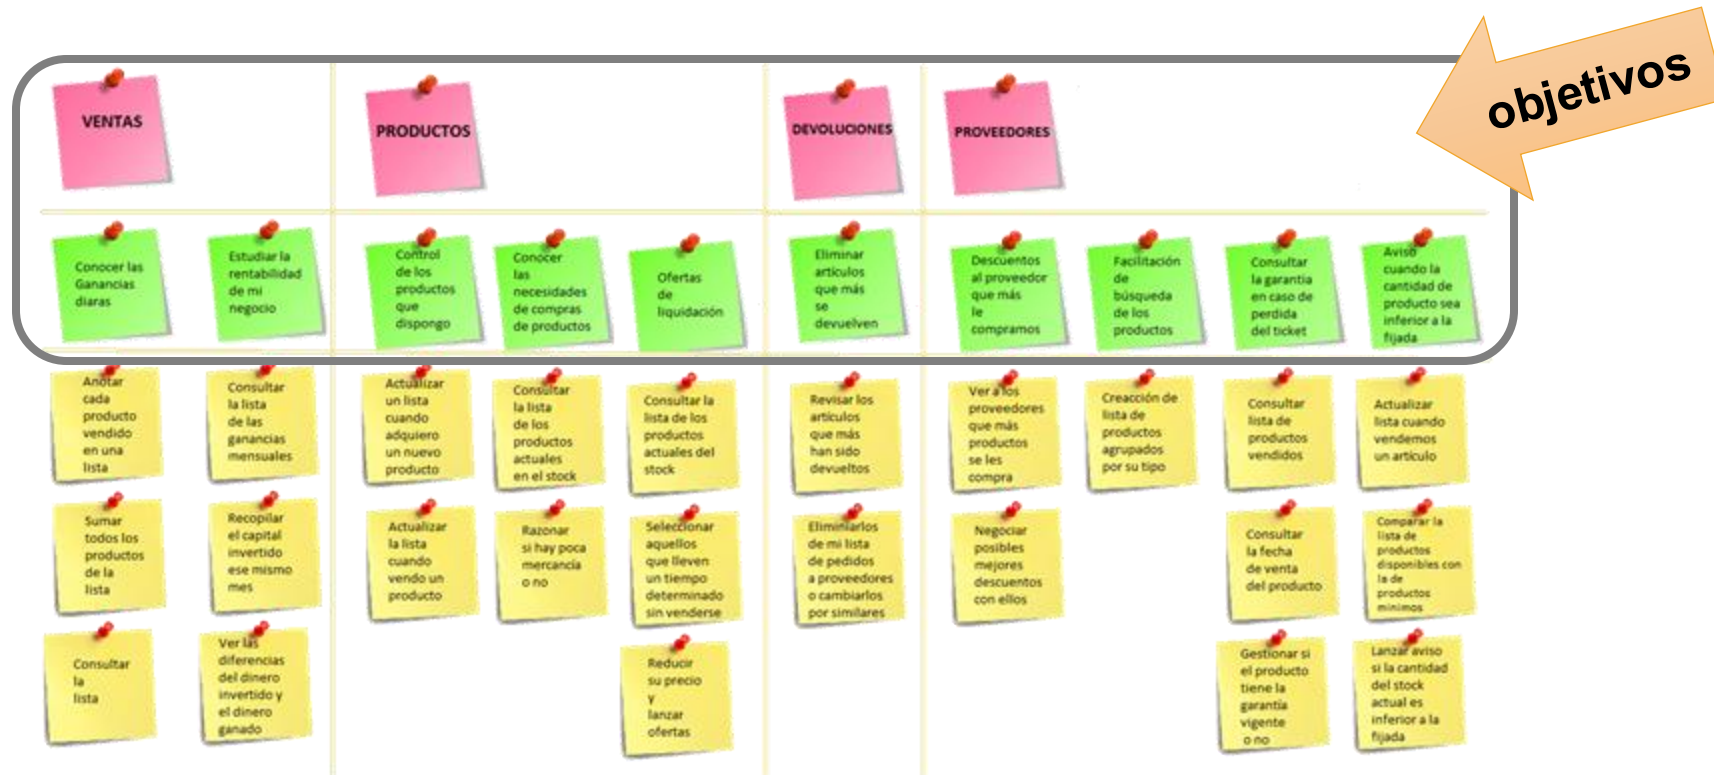 objetivos
VENTAS
PRODUCTOS
DEVOLUCIONES
PROVEEDORES
Conocer las
Ganancias
diaras
Estudiar la
rentabilidad
de mi
negocio
Control
de los
productos
que
dispongo
Conocer
las
necesidades
de compras
de productos
Ofertas
de
liquidación
Eliminar
artículos
que más
se
devuelven
Descuentos
al proveedor
que más
le
compramos
Facilitación
de
búsqueda
de los
productos
Consultar
la garantia
en caso de
perdida
del ticket
Aviso
cuando la
cantidad de
producto sea
inferior a la
fijada
Anotar
cada
producto
vendido
en una
lista
Consultar
la lista
de las
ganancias
mensuales
Actualizar
un lista
cuando
adquiero
un nuevo
producto
Consultar
la lista
de los
productos
actuales
en el stock
Consultar la
lista de los
productos
actuales del
stock
Revisar los
artículos
que más
han sido
devueltos
Ver a los
proveedores
que más
productos
se les
compra
Creacción de
lista de
productos
agrupados
por su tipo
Consultar
lista de
productos
vendidos
Actualizar
lista cuando
vendemos
un artículo
Sumar
todos los
productos
de la
lista
Recopilar
el capital
invertido
ese mismo
mes
Actualizar
la lista
cuando
vendo un
producto
Razonar
si hay poca
mercancía
o no
Seleccionar
aquellos
que lleven
un tiempo
determinado
sin venderse
Eliminiarlos
de mi lista
de pedidos
a proveedores
o cambiarlos
por similares
Negociar
posibles
mejores
descuentos
con ellos
Consultar
la fecha
de venta
del producto
Comparar la
lista de
productos
disponibles con
la de
productos
minimos
Consultar
la
lista
Ver las
diferencias
del dinero
invertido y
el dinero
ganado
Reducir
su precio
y
lanzar
ofertas
Gestionar si
el producto
tiene la
garantía
vigente
o no
Lanzar aviso
si la cantidad
del stock
actual es
inferior a la
fijada